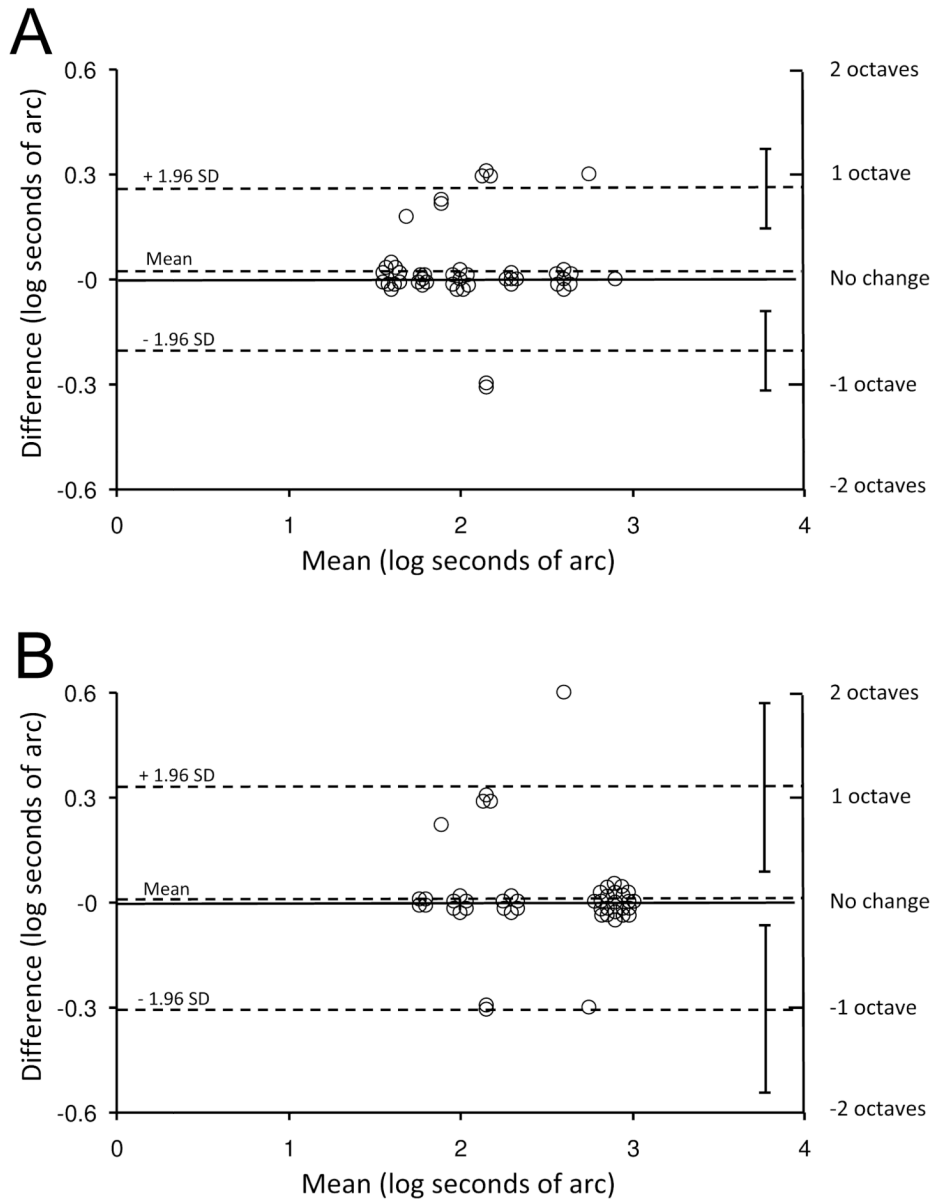 A
0.6
2 octaves
+ 1.96 SD
0.3
1 octave
Mean
-0
No change
- 1.96 SD
-0.3
-1 octave
-0.6
-2 octaves
Difference (log seconds of arc)
0 1 2 3 4
Mean (log seconds of arc)
B
0.6
2 octaves
+ 1.96 SD
0.3
1 octave
Mean
-0
No change
- 1.96 SD
-0.3
-1 octave
-0.6
-2 octaves
Difference (log seconds of arc)
0 1 2 3 4
Mean (log seconds of arc)